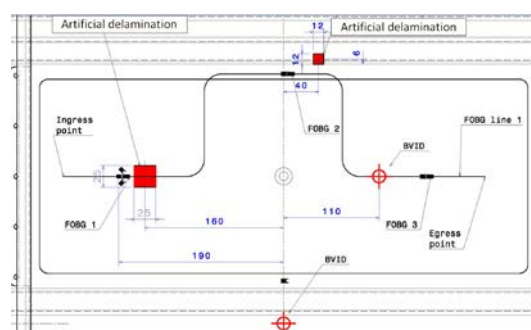 Artificial delamination
Artificial delamination
12
12
6
40
Ingress
point
FOBG 2
FOBG line 1
BVID
25
25
FOBG 1
160
110
FOBG 3
Egress
point
190
BVID